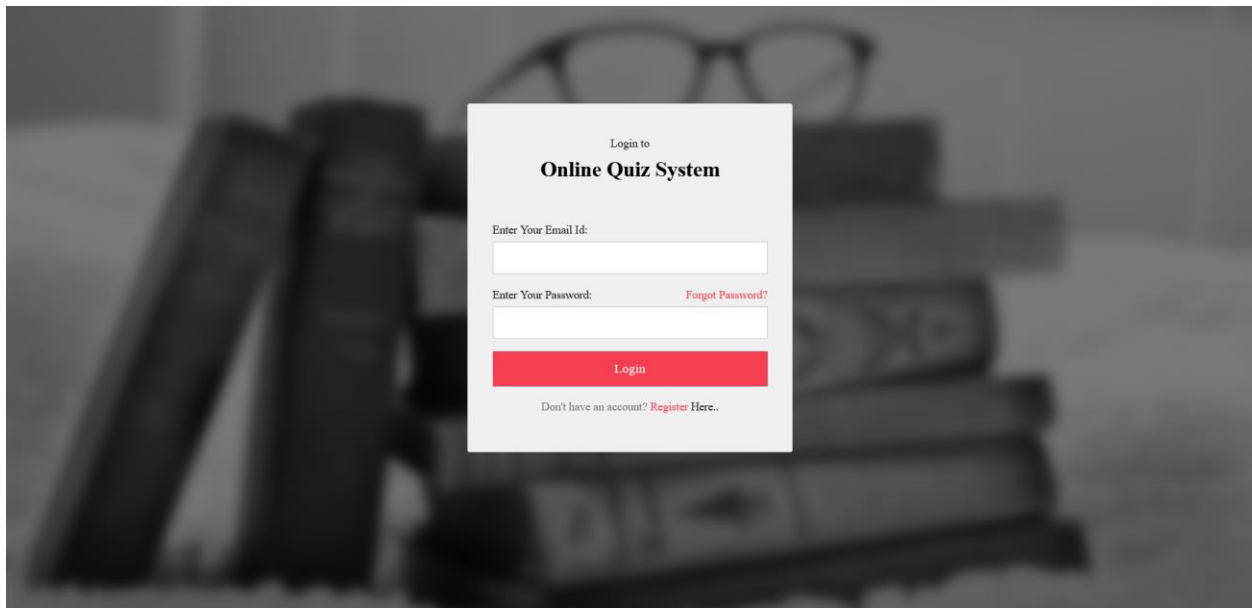 Login to
Online Quiz System
Enter Your Email Id:
Enter Your Password: Forgot Password?
Login
Don't have an account? Register Here..